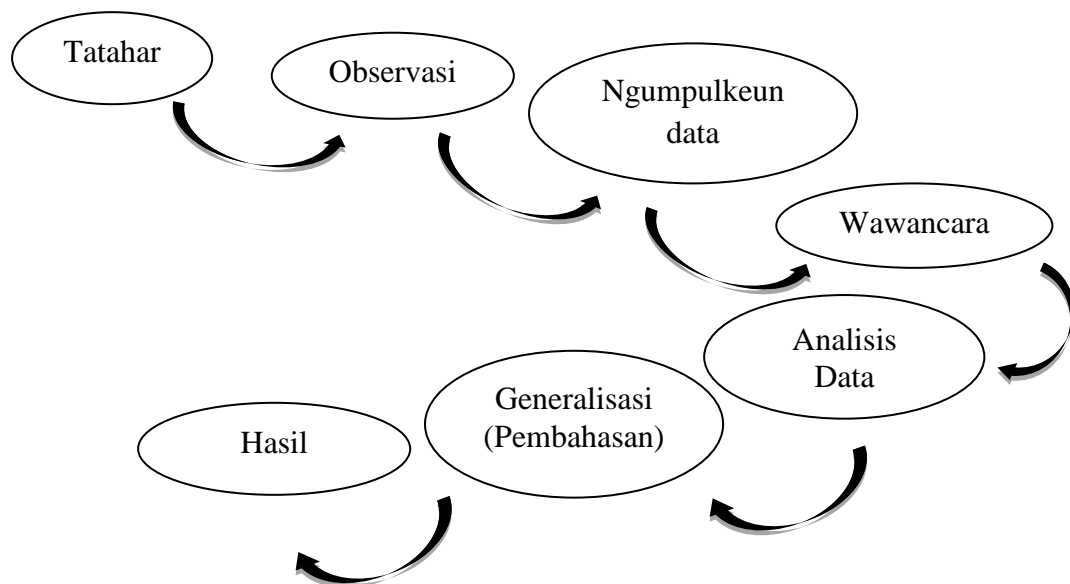 Tatahar
Observasi
Ngumpulkeun
data
Wawancara
Analisis
Data
Generalisasi
(Pembahasan)
Hasil